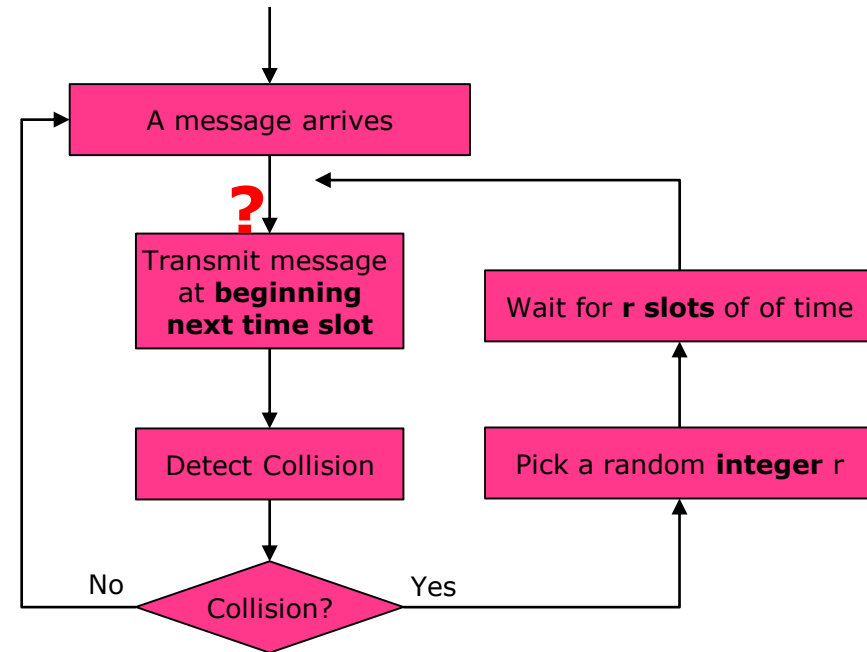 A message arrives
?
Transmit message
at beginning
next time slot
Wait for r slots of of time
Detect Collision
Pick a random integer r
No
Yes
Collision?